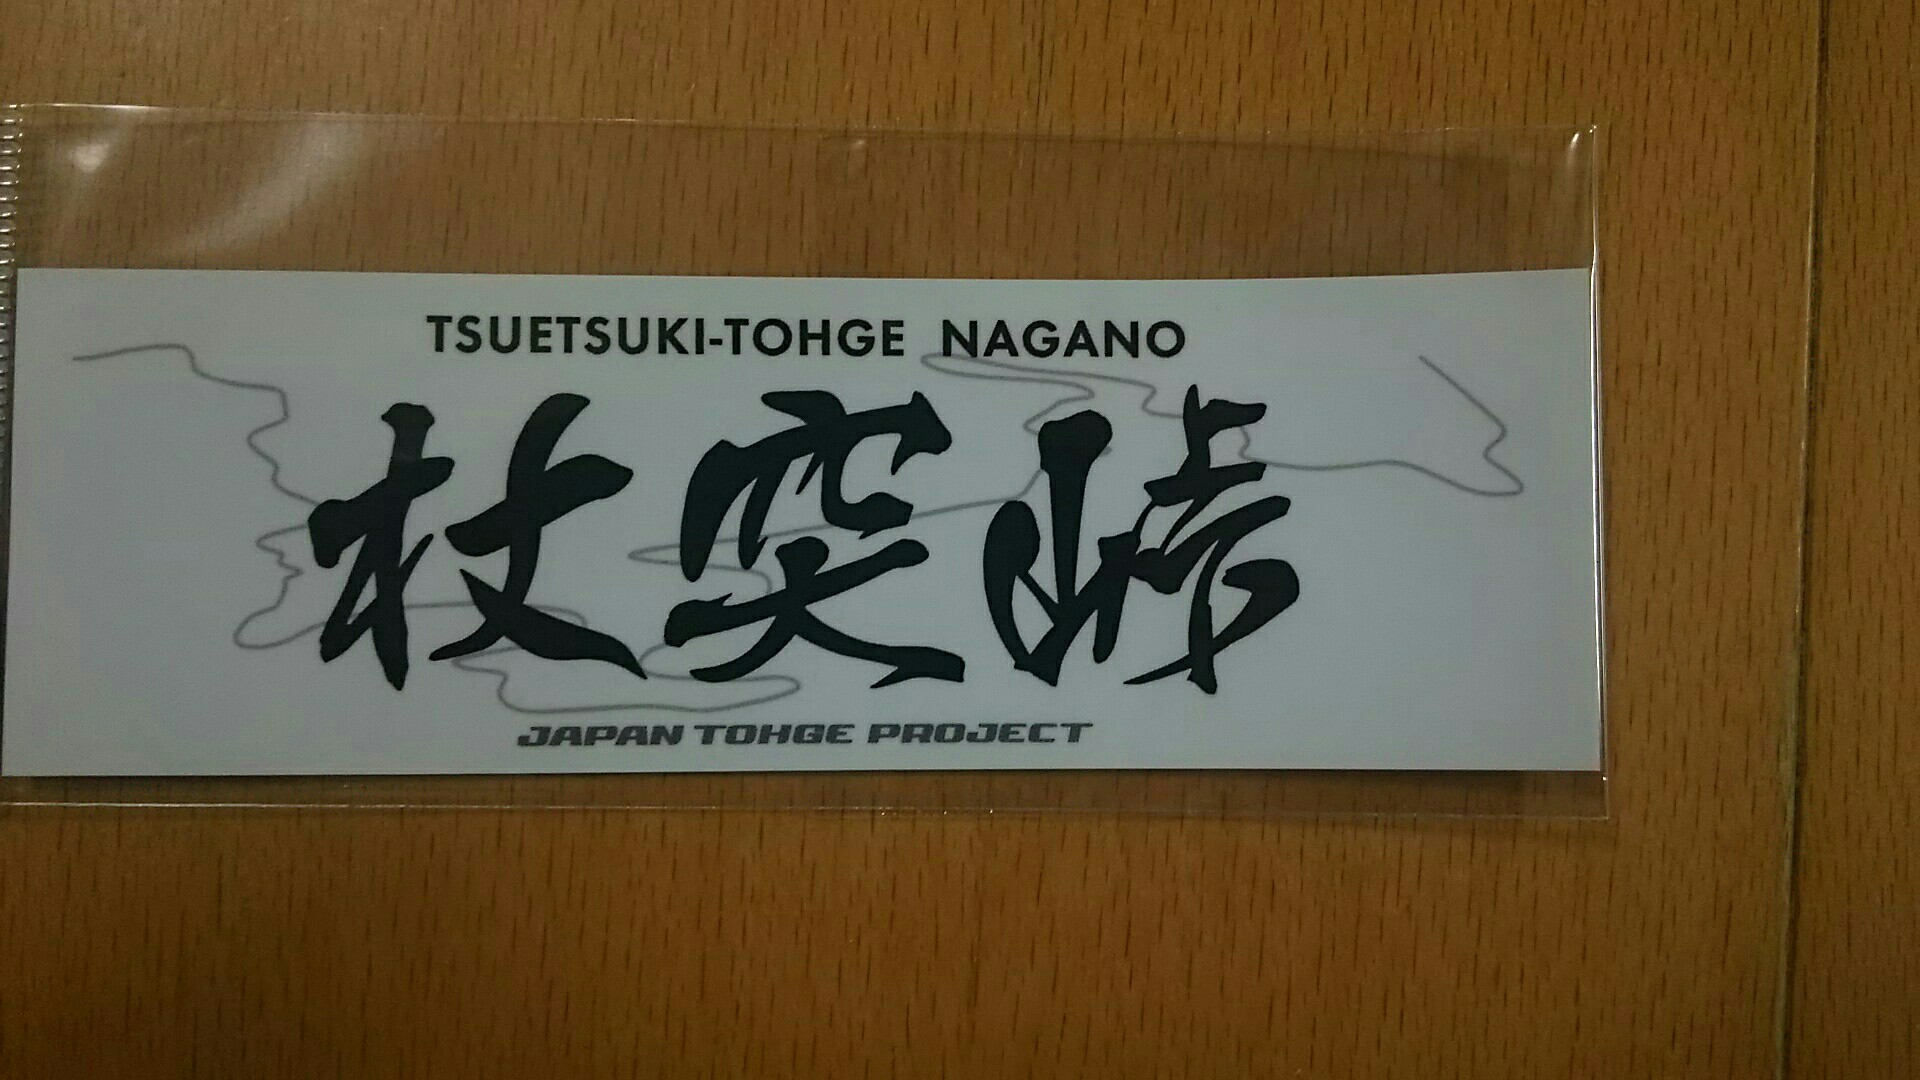 TSUETSUKI-TOHGE NAGANO
杖突峠
JAPAN TOHGE PROJECT